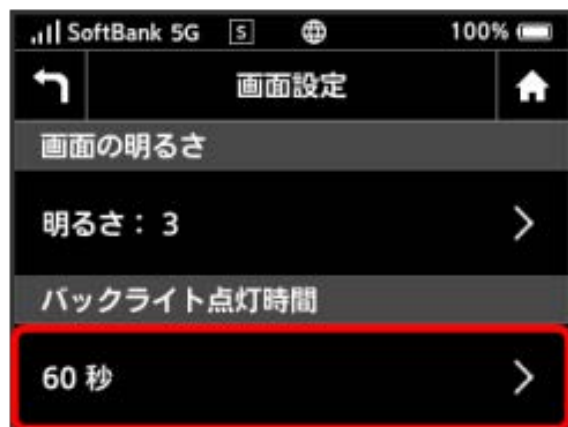 SoftBank 5G S 100%
画面設定
画面の明るさ
明るさ： 3
バックライト点灯時間
60 秒